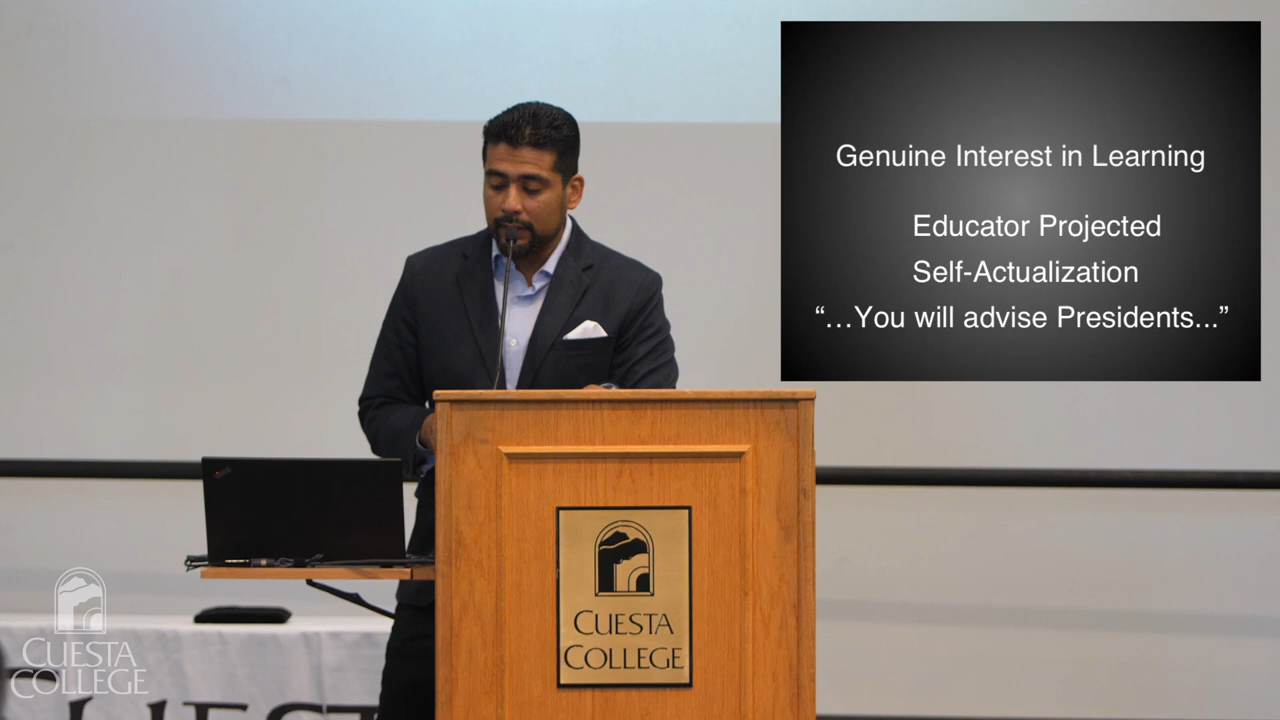 Genuine Interest in Learning
Educator Projected
Self-Actualization
“…You will advise Presidents...”
CUESTA
COLLEGE
CUESTA
COLLEGE